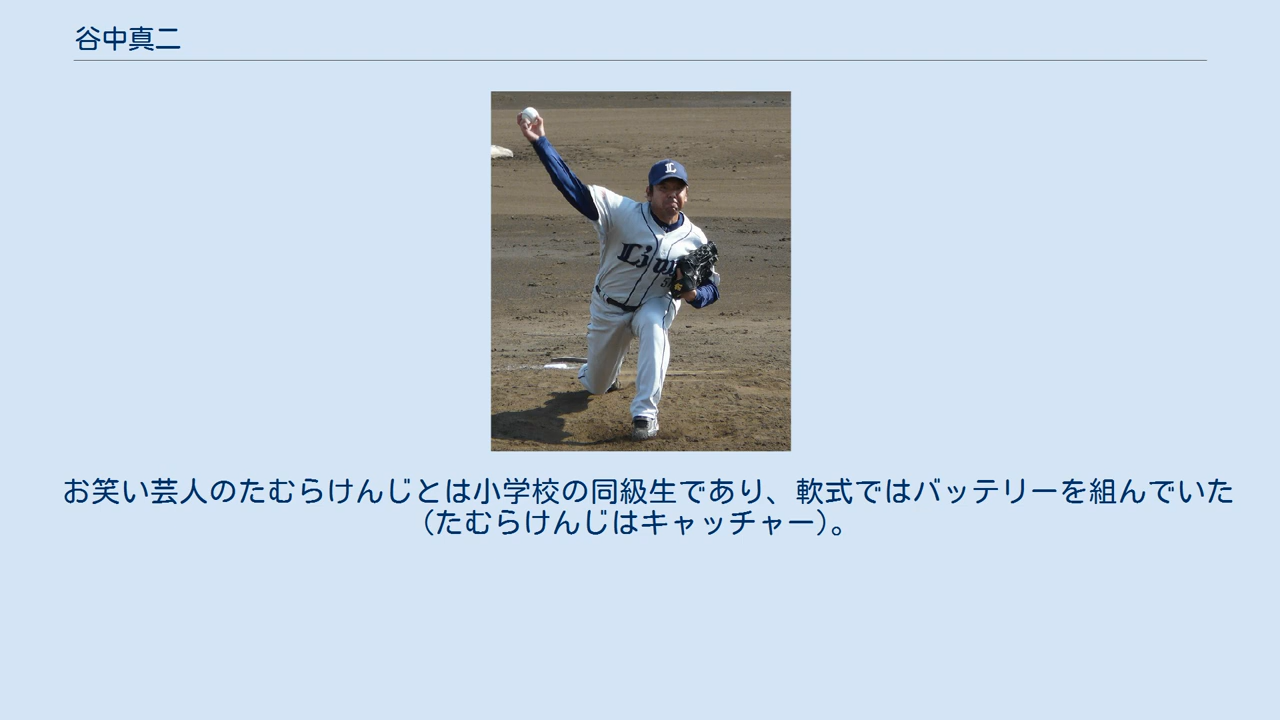 谷中真二
L
Lions
お笑い芸人のたむらけんじとは小学校の同級生であり、軟式ではバッテリーを組んでいた
（たむらけんじはキャッチャー）。